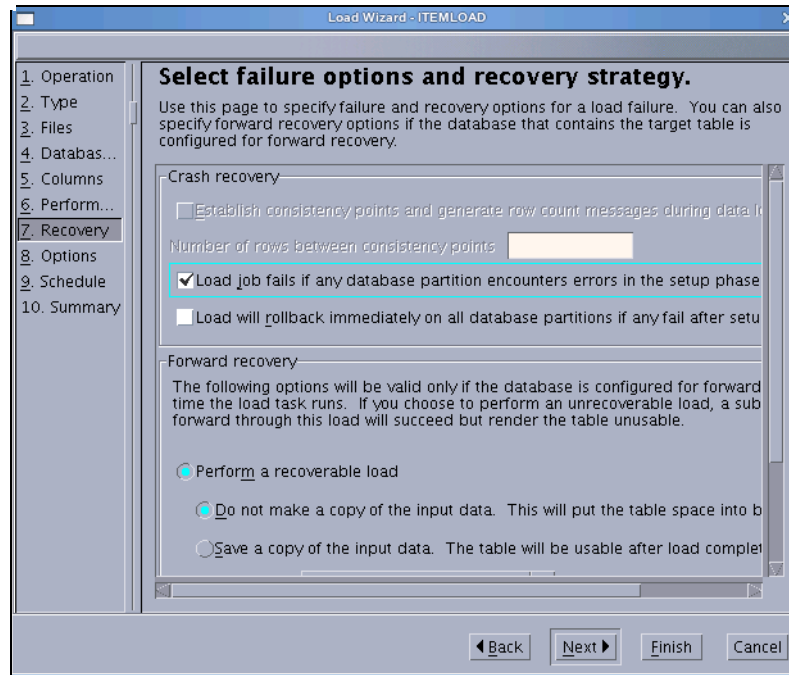 Load Wizard - ITEMLOAD
1. Operation
2. Type
3. Files
4. Databas...
5. Columns
6. Perform...
7. Recovery
8. Options
9. Schedule
10. Summary
Select failure options and recovery strategy.
Use this page to specify failure and recovery options for a load failure. You can also
specify forward recovery options if the database that contains the target table is
configured for forward recovery.
Crash recovery
Establish consistency points and generate row count messages during data l
Number of rows between consistency points
Load job fails if any database partition encounters errors in the setup phase
Load will rollback immediately on all database partitions if any fail after setu
Forward recovery
The following options will be valid only if the database is configured for forward
time the load task runs. If you choose to perform an unrecoverable load, a sub
forward through this load will succeed but render the table unusable.
Perform a recoverable load
Do not make a copy of the input data. This will put the table space into b
Save a copy of the input data. The table will be usable after load complet
Back
Next
Finish
Cancel